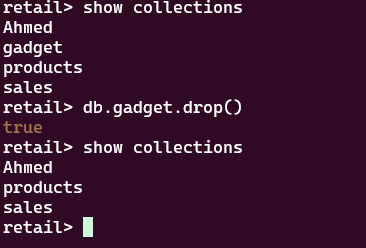 retail> show collections
Ahmed
gadget
products
sales
retail> db.gadget.drop()
true
retail> show collections
Ahmed
products
sales
retail>